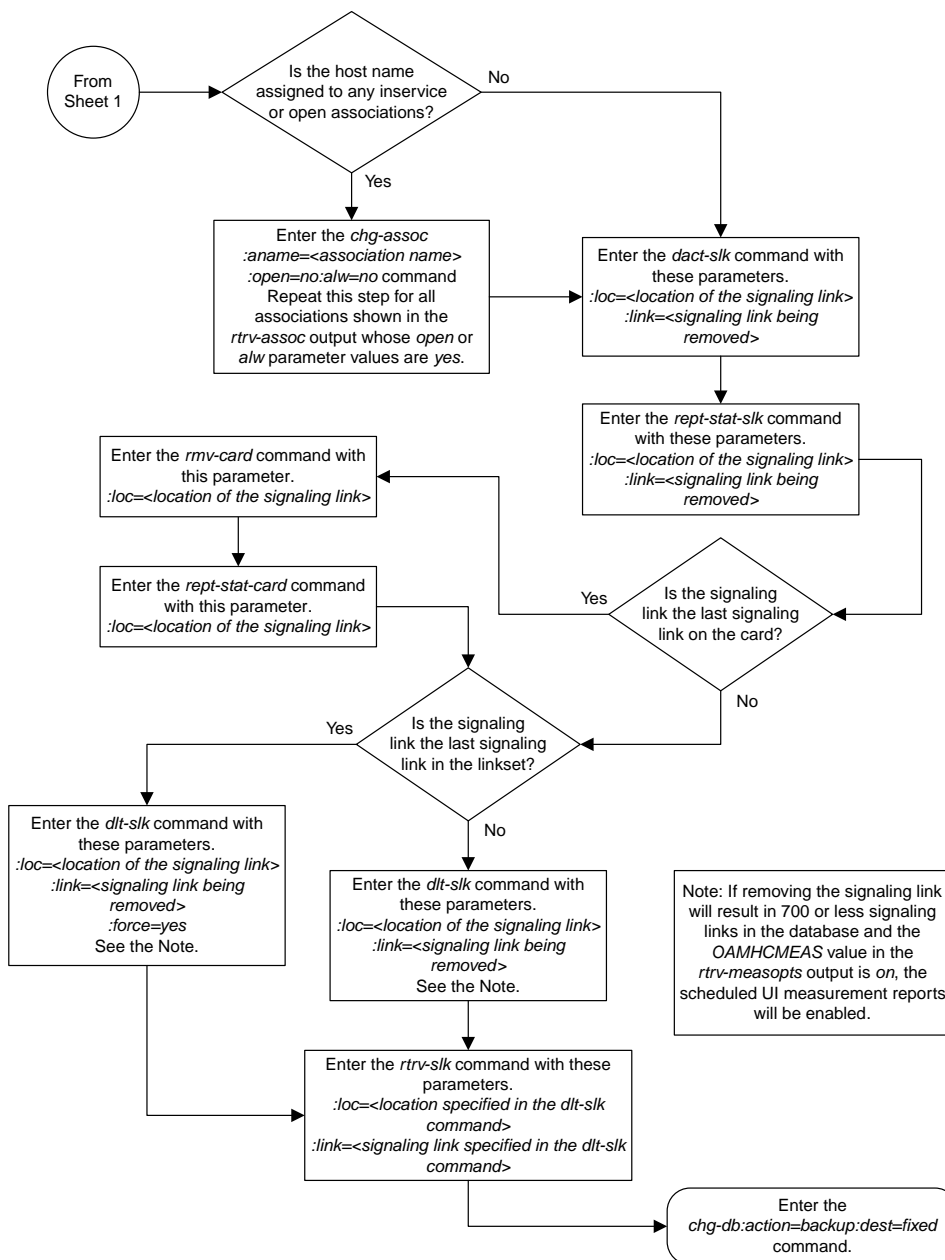 From
Sheet 1
Is the host name
assigned to any inservice
or open associations?
No
Yes
Enter the chg-assoc
:aname=<association name>
:open=no:alw=no command
Repeat this step for all
associations shown in the
rtrv-assoc output whose open or
alw parameter values are yes.
Enter the dact-slk command with
these parameters.
:loc=<location of the signaling link>
:link=<signaling link being
removed>
Enter the rept-stat-slk command
with these parameters.
:loc=<location of the signaling link>
:link=<signaling link being
removed>
Enter the rmv-card command with
this parameter.
:loc=<location of the signaling link>
Enter the rept-stat-card command
with this parameter.
:loc=<location of the signaling link>
Is the signaling
link the last signaling
link on the card?
Yes
No
Is the signaling
link the last signaling
link in the linkset?
Yes
No
Enter the dlt-slk command with
these parameters.
:loc=<location of the signaling link>
:link=<signaling link being
removed>
:force=yes
See the Note.
Enter the dlt-slk command with
these parameters.
:loc=<location of the signaling link>
:link=<signaling link being
removed>
See the Note.
Note: If removing the signaling link
will result in 700 or less signaling
links in the database and the
OAMHCMEAS value in the
rtrv-measopts output is on, the
scheduled UI measurement reports
will be enabled.
Enter the rtrv-slk command with these
parameters.
:loc=<location specified in the dlt-slk
command>
:link=<signaling link specified in the dlt-slk
command>
Enter the
chg-db:action=backup:dest=fixed
command.